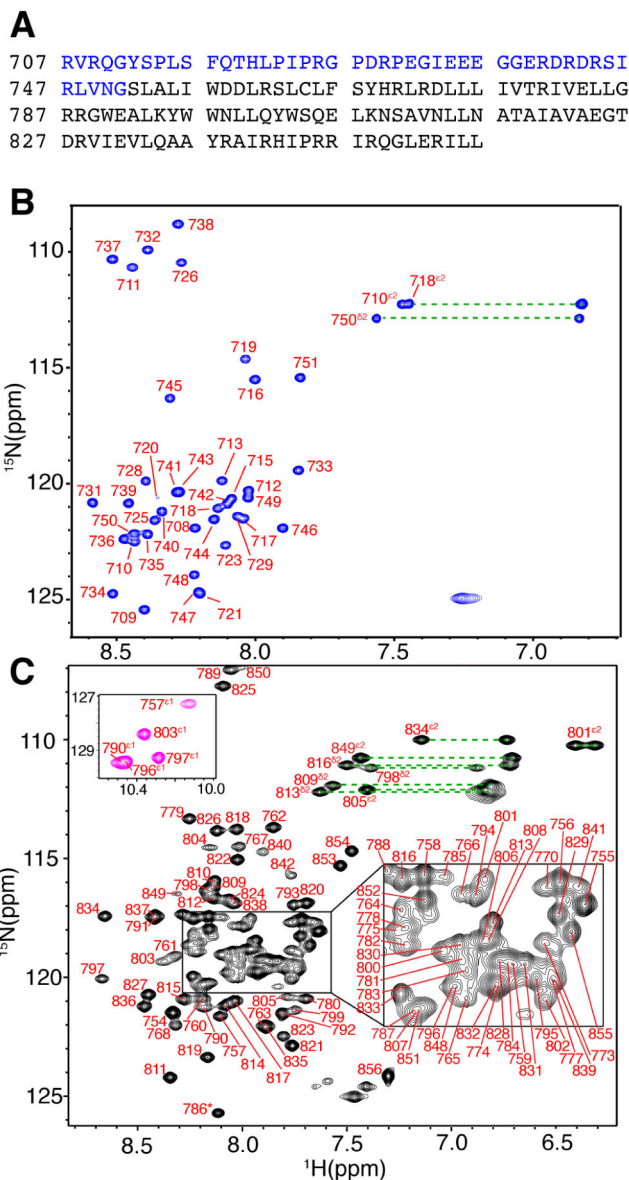 A
707 RVRQGYSPLS FQTHLPIPRG PDRPEGIEEE GGERDRDRSI
747 RLVNGSLALI WDDLRSLCLF SYHRLRDLLL IVTRIVELLG
787 RRGWEALKYW WNLLQYWSQE LKNSAVNLLN ATAIAVAEGT
827 DRVIEVLQAA YRAIRHIPRR IRQGLERILL
B
738
737 732
711 726
110
718ε2
710ε2
750δ2
719
115
751
745 716
720 741 743 713 715
728 733
120
731 739 742 712
749
725 718
750 708 746
736 740 744 717
710 735 723 729
748
734
125
709 747 721
15N(ppm)
8.5 8.0 7.5 7.0
C
789 850
825
127
757ε1
803ε1
129
790ε1 797ε1
796ε1
10.4 10.0
110
834ε2 801ε2
849ε2
816δ2 798δ2
809δ2
813δ2 805ε2
779 826 818 762
804 767 840 854
822 842 853
115
810 809
798 824 793 820
849 812 838
834 837
791
761
803
797
120
827 815 805 780
836 799
754 760 763 792
768 790 823
757 835 821
814
819 817
811 856
786*
125
801
794 808 756 841
788 758 766 813 829
816 785 806 770 755
852
764
778
775
782
830
800
781
783
833
787 796 832 828 795 855
807 848 784 802
851 765 759 777 773
774 831 839
15N(ppm)
8.5 8.0 7.5 7.0 6.5
1H(ppm)